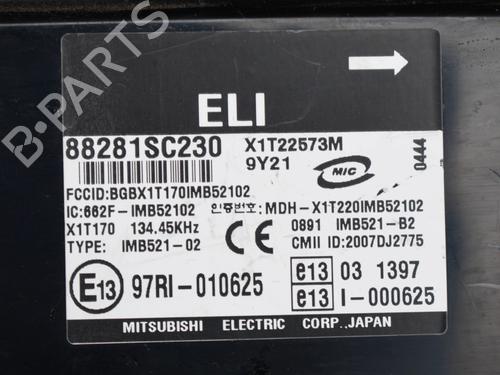 ELI
88281SC230 X1T22573M
9Y21 MIC 0444
FCCID:BGBX1T170IMB52102
IC:662F-IMB52102 인증번호:MDH-X1T220IMB52102
X1T170 134.45KHz CE 0891 IMB521-B2
TYPE: IMB521-02 CMII ID:2007DJ2775
E13 97RI-010625 e13 03 1397
e13 I-000625
MITSUBISHI ELECTRIC CORP.,JAPAN